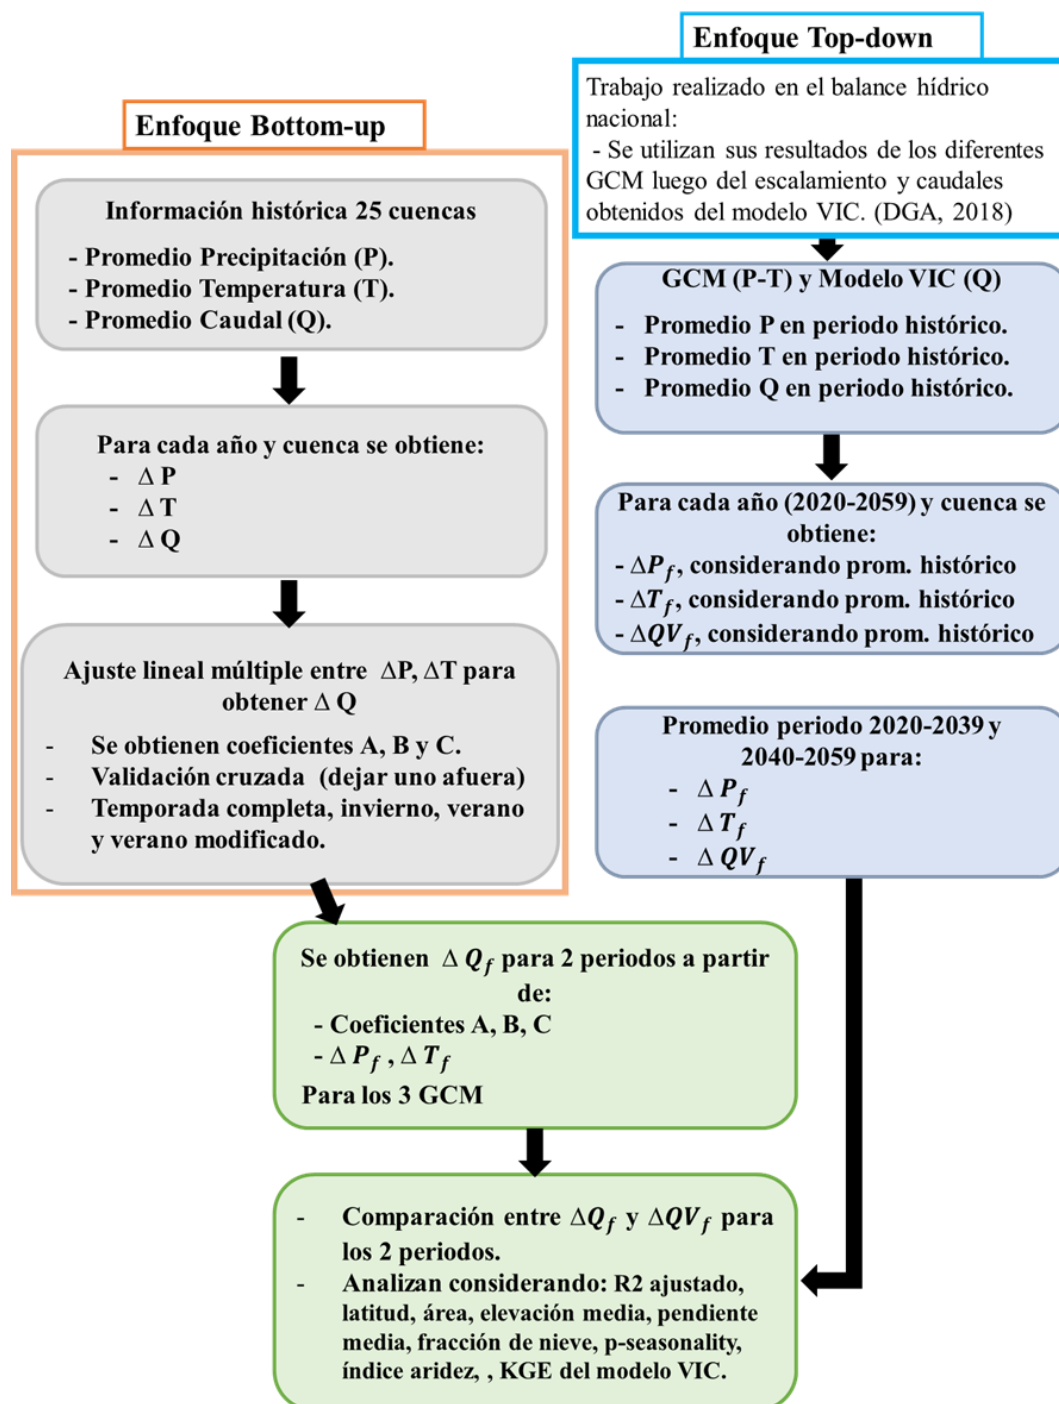 Enfoque Top-down
Trabajo realizado en el balance hídrico
nacional:
- Se utilizan sus resultados de los diferentes
GCM luego del escalamiento y caudales
obtenidos del modelo VIC. (DGA, 2018)
Enfoque Bottom-up
Información histórica 25 cuencas
- Promedio Precipitación (P).
- Promedio Temperatura (T).
- Promedio Caudal (Q).
Para cada año y cuenca se obtiene:
- Δ P
- Δ T
- Δ Q
Ajuste lineal múltiple entre ΔP, ΔT para
obtener Δ Q
- Se obtienen coeficientes A, B y C.
- Validación cruzada (dejar uno afuera)
- Temporada completa, invierno, verano
y verano modificado.
GCM (P-T) y Modelo VIC (Q)
- Promedio P en periodo histórico.
- Promedio T en periodo histórico.
- Promedio Q en periodo histórico.
Para cada año (2020-2059) y cuenca se
obtiene:
- ΔP_f, considerando prom. histórico
- ΔT_f, considerando prom. histórico
- ΔQV_f, considerando prom. histórico
Promedio periodo 2020-2039 y
2040-2059 para:
- Δ P_f
- Δ T_f
- Δ QV_f
Se obtienen Δ Q_f para 2 periodos a partir
de:
- Coeficientes A, B, C
- Δ P_f , Δ T_f
Para los 3 GCM
- Comparación entre ΔQ_f y ΔQV_f para
los 2 periodos.
- Analizan considerando: R2 ajustado,
latitud, área, elevación media, pendiente
media, fracción de nieve, p-seasonality,
índice aridez, , KGE del modelo VIC.